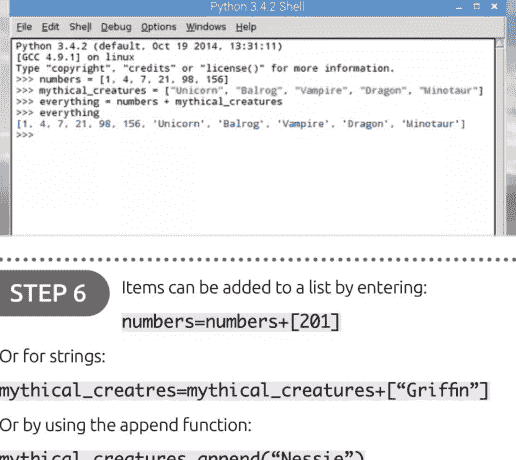 Python 3.4.2 Shell
File Edit Shell Debug Options Windows Help
Python 3.4.2 (default, Oct 19 2014, 13:31:11)
[GCC 4.9.1] on linux
Type "copyright", "credits" or "license()" for more information.
>>> numbers = [1, 4, 7, 21, 98, 156]
>>> mythical_creatures = ["Unicorn", "Balrog", "Vampire", "Dragon", "Minotaur"]
>>> everything = numbers + mythical_creatures
>>> everything
[1, 4, 7, 21, 98, 156, 'Unicorn', 'Balrog', 'Vampire', 'Dragon', 'Minotaur']
>>>
STEP 6 Items can be added to a list by entering:
numbers=numbers+[201]
Or for strings:
mythical_creatres=mythical_creatures+[“Griffin”]
Or by using the append function:
mythical_creatures.append(“Nessie”)